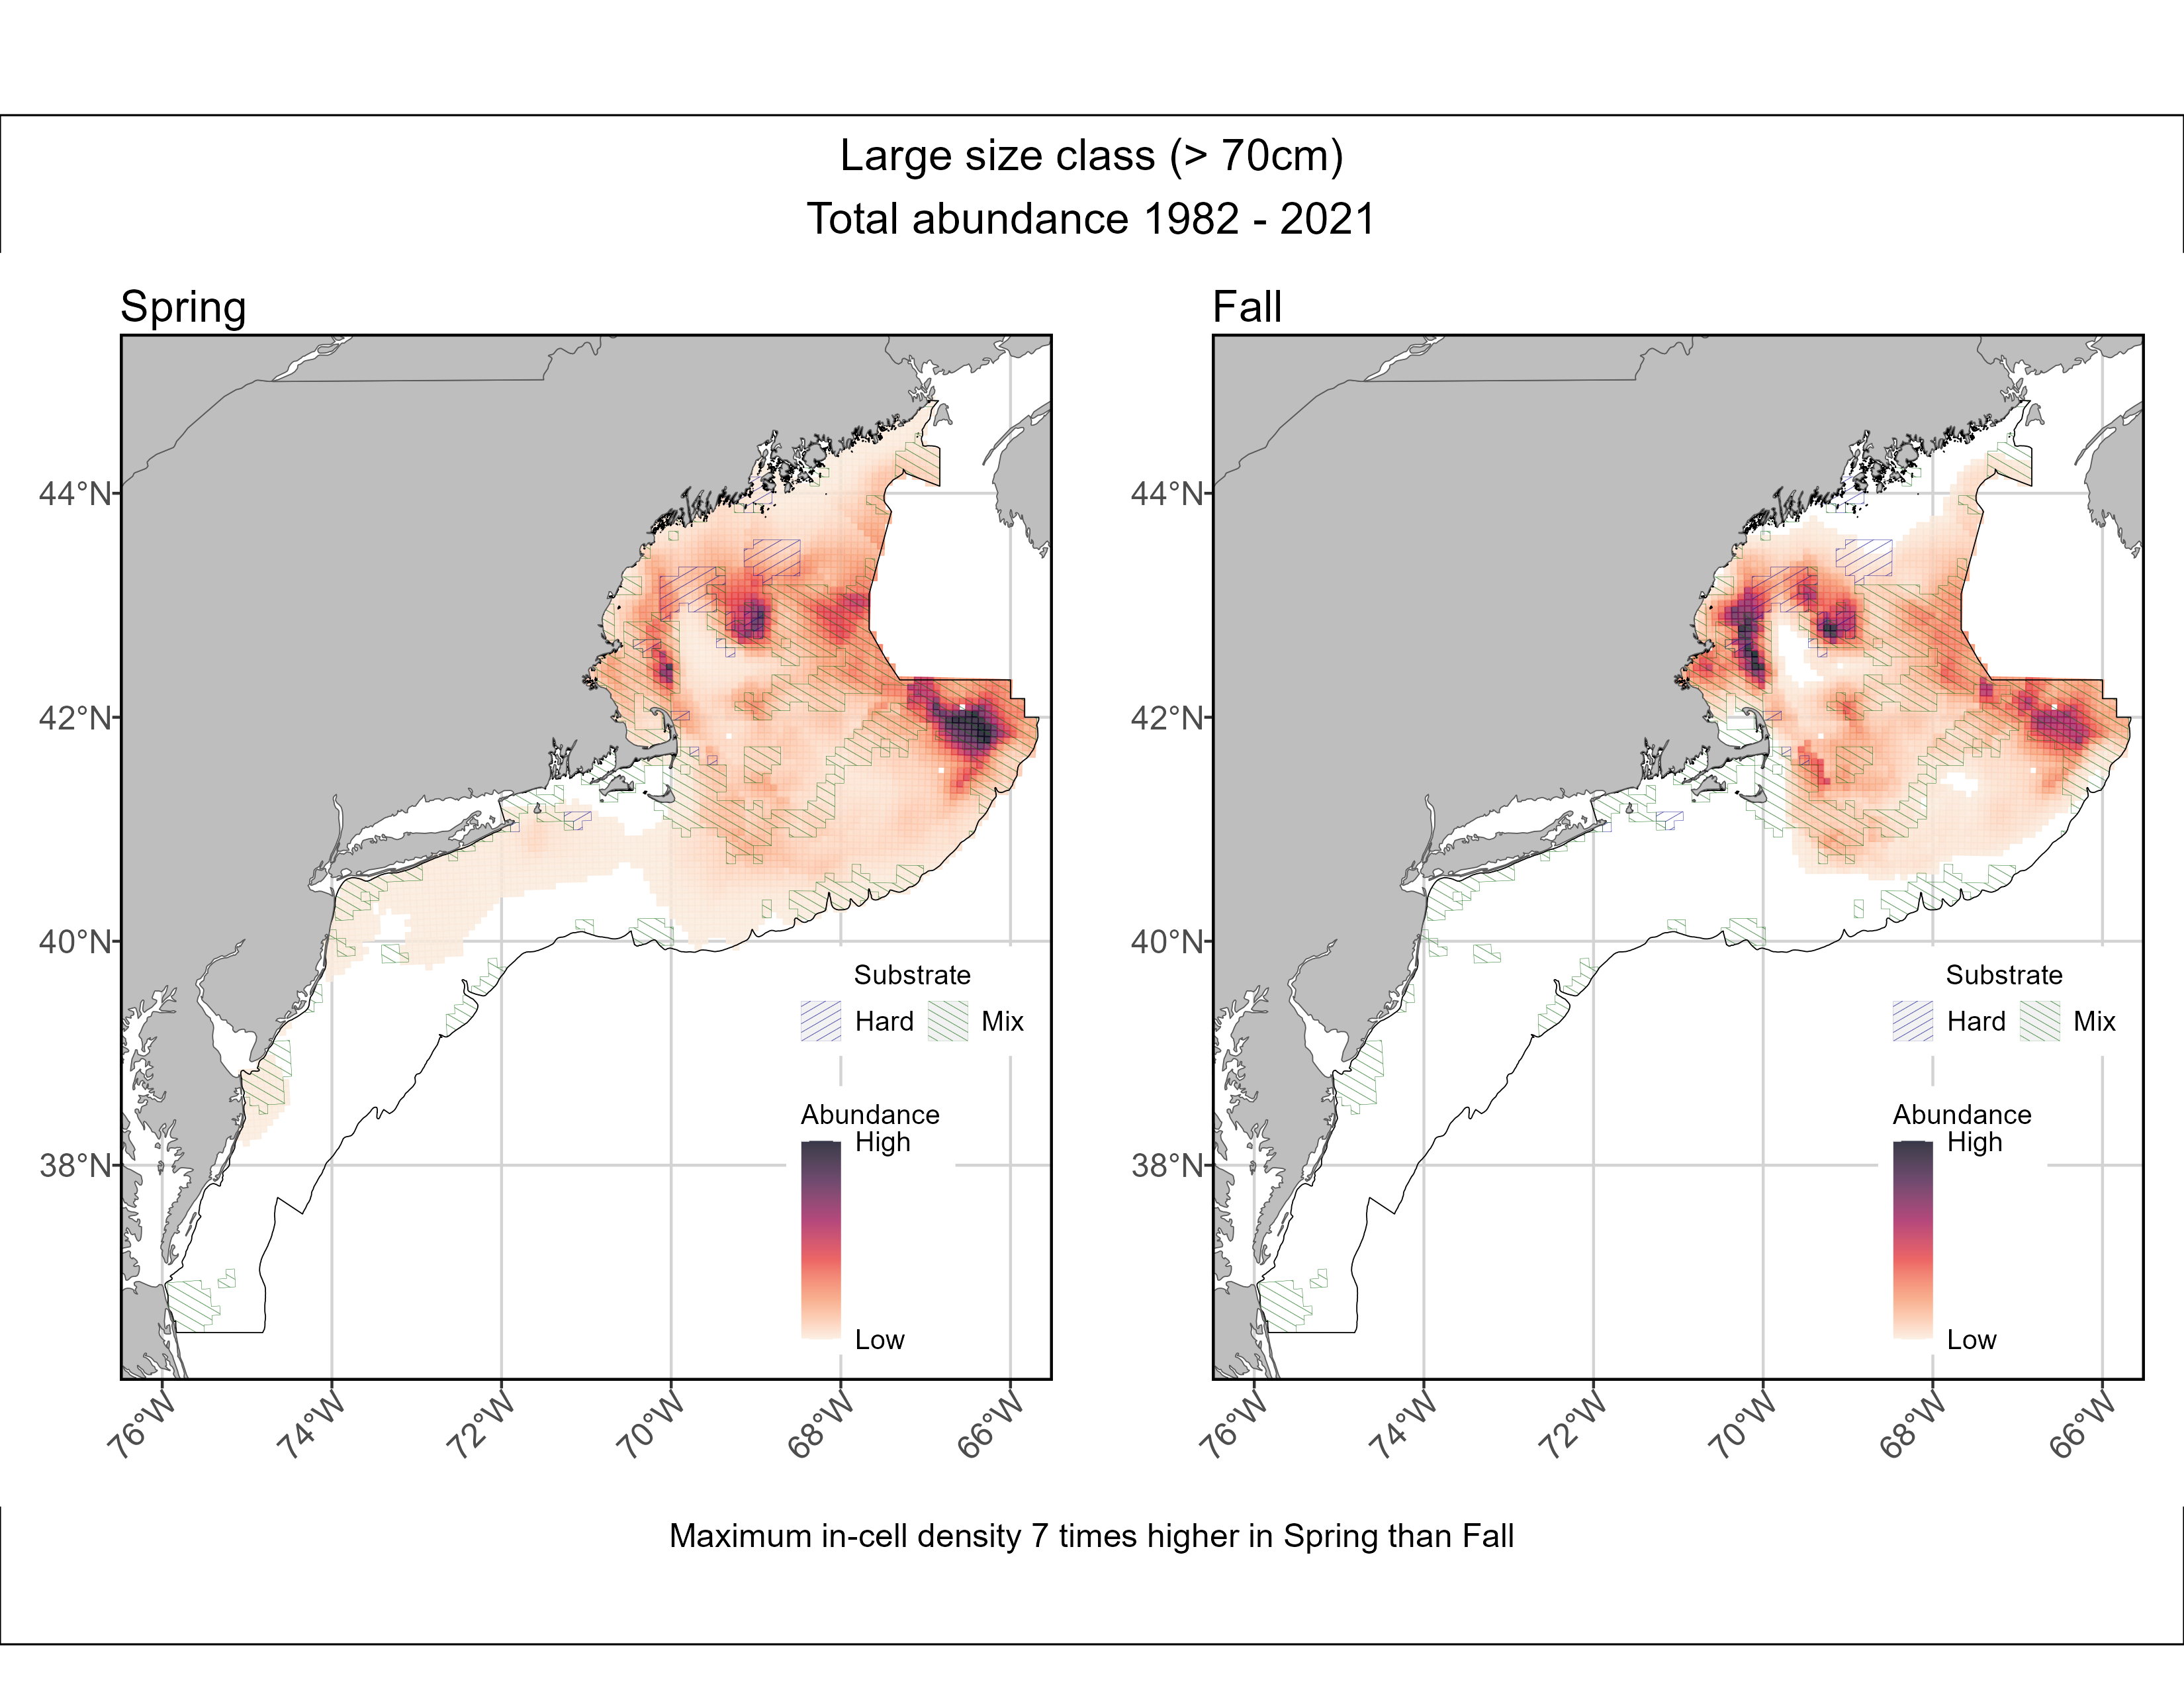 Large size class (> 70cm)
Total abundance 1982 - 2021
Spring
44°N
42°N
40°N
38°N
76°W
74°W
72°W
70°W
68°W
66°W
Substrate
Hard
Mix
Abundance
High
Low
Fall
44°N
42°N
40°N
38°N
76°W
74°W
72°W
70°W
68°W
66°W
Substrate
Hard
Mix
Abundance
High
Low
Maximum in-cell density 7 times higher in Spring than Fall